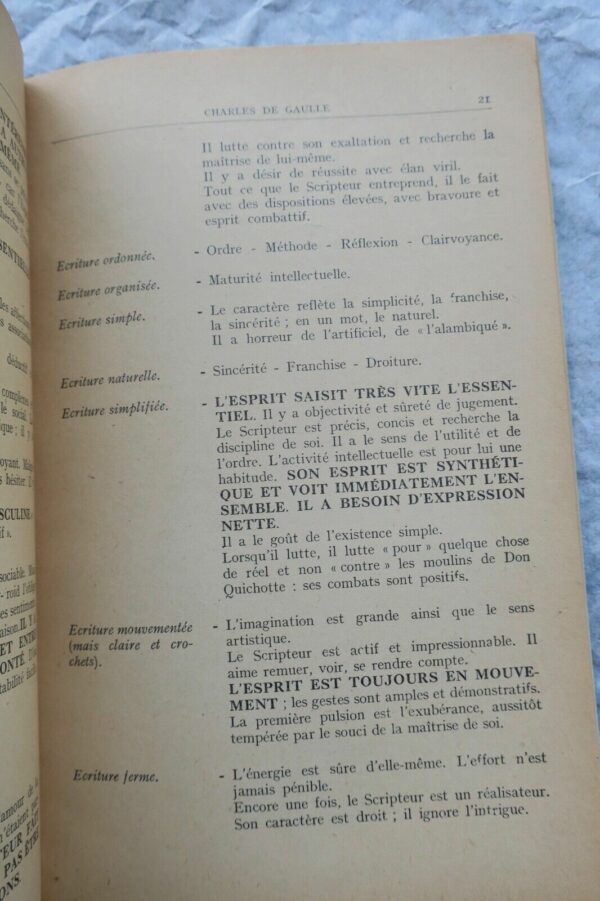 CHARLES DE GAULLE 21
Il lutte contre son exaltation et recherche la
maîtrise de lui-même.
Il y a désir de réussite avec élan viril.
Tout ce que le Scripteur entreprend, il le fait
avec des dispositions élevées, avec bravoure et
esprit combattif.
Ecriture ordonnée. - Ordre - Méthode - Réflexion - Clairvoyance.
Ecriture organisée. - Maturité intellectuelle.
Ecriture simple. - Le caractère reflète la simplicité, la franchise,
la sincérité ; en un mot, le naturel.
Il a horreur de l'artificiel, de « l'alambiqué ».
Ecriture naturelle. - Sincérité - Franchise - Droiture.
Ecriture simplifiée. - L'ESPRIT SAISIT TRÈS VITE L'ESSEN-
TIEL. Il y a objectivité et sûreté de jugement.
Le Scripteur est précis, concis et recherche la
discipline de soi. Il a le sens de l'utilité et de
l'ordre. L'activité intellectuelle est pour lui une
habitude. SON ESPRIT EST SYNTHÉTI-
QUE ET VOIT IMMÉDIATEMENT L'EN-
SEMBLE. IL A BESOIN D'EXPRESSION
NETTE.
Il a le goût de l'existence simple.
Lorsqu'il lutte, il lutte « pour » quelque chose
de réel et non « contre » les moulins de Don
Quichotte : ses combats sont positifs.
Ecriture mouvementée - L'imagination est grande ainsi que le sens
(mais claire et cro- artistique.
chets). Le Scripteur est actif et impressionnable. Il
aime remuer, voir, se rendre compte.
L'ESPRIT EST TOUJOURS EN MOUVE-
MENT ; les gestes sont amples et démonstratifs.
La première pulsion est l'exubérance, aussitôt
tempérée par le souci de la maîtrise de soi.
Ecriture ferme. - L'énergie est sûre d'elle-même. L'effort n'est
jamais pénible.
Encore une fois, le Scripteur est un réalisateur.
Son caractère est droit ; il ignore l'intrigue.